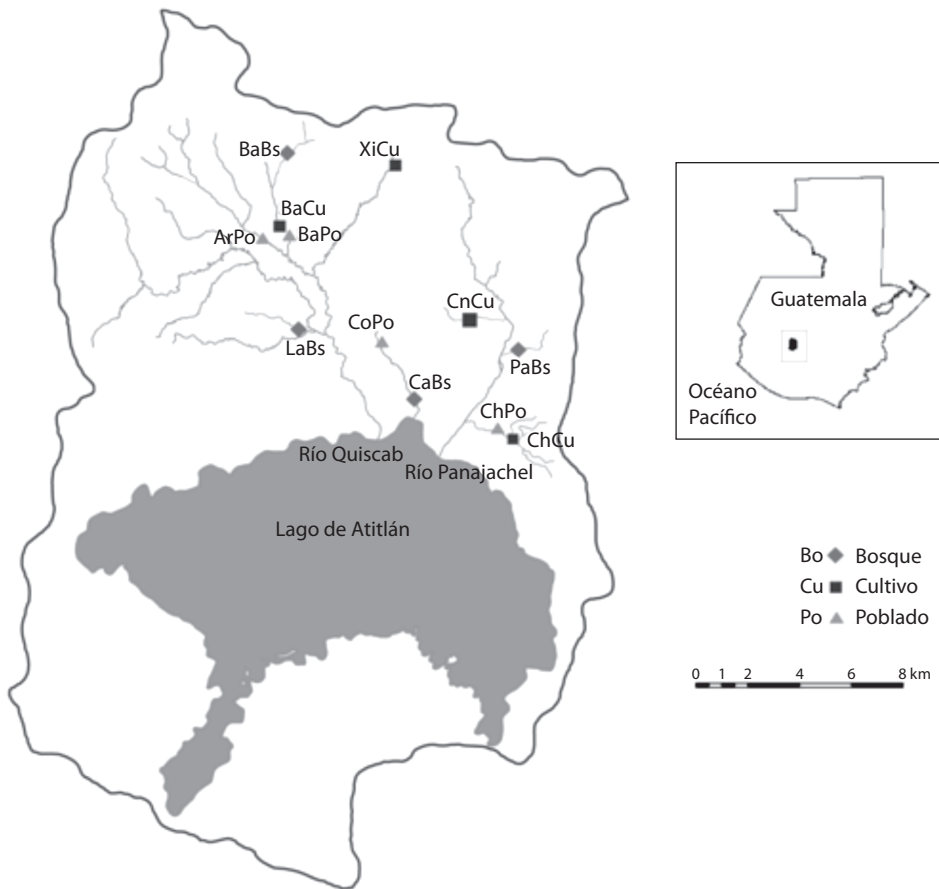 BaBs
XiCu
BaCu
BaPo
ArPo
CnCu
CoPo
LaBs
PaBs
CaBs
ChPo
ChCu
Río Quiscab
Río Panajachel
Lago de Atitlán
Guatemala
Océano
Pacífico
Bo Bosque
Cu Cultivo
Po Poblado
0 1 2 4 6 8 km